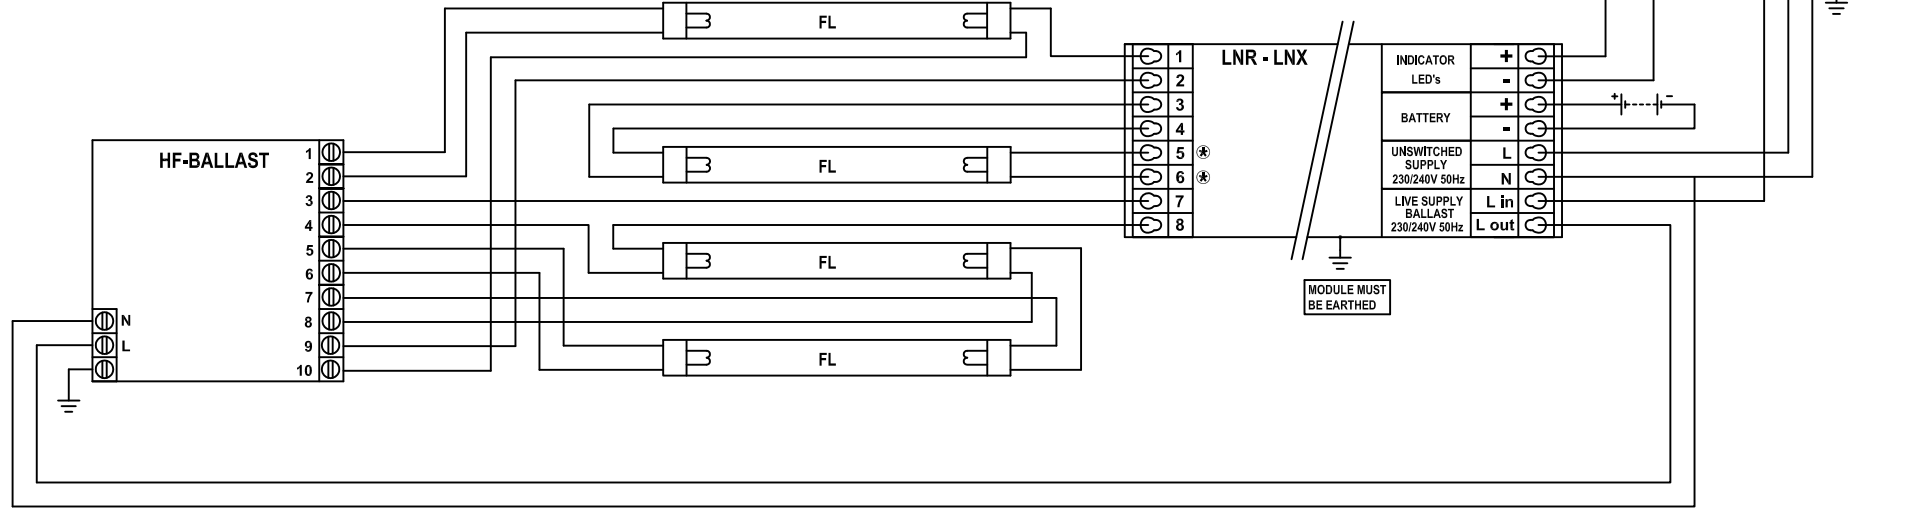 FL
LNR - LNX
1
2
3
4
5 *
6 *
7
8
INDICATOR
LED's
+
-
BATTERY
+
-
+ -
UNSWITCHED
SUPPLY
230/240V 50Hz
L
N
LIVE SUPPLY
BALLAST
230/240V 50Hz
L in
L out
MODULE MUST
BE EARTHED
FL
FL
FL
HF-BALLAST
1
2
3
4
5
6
7
8
9
10
N
L